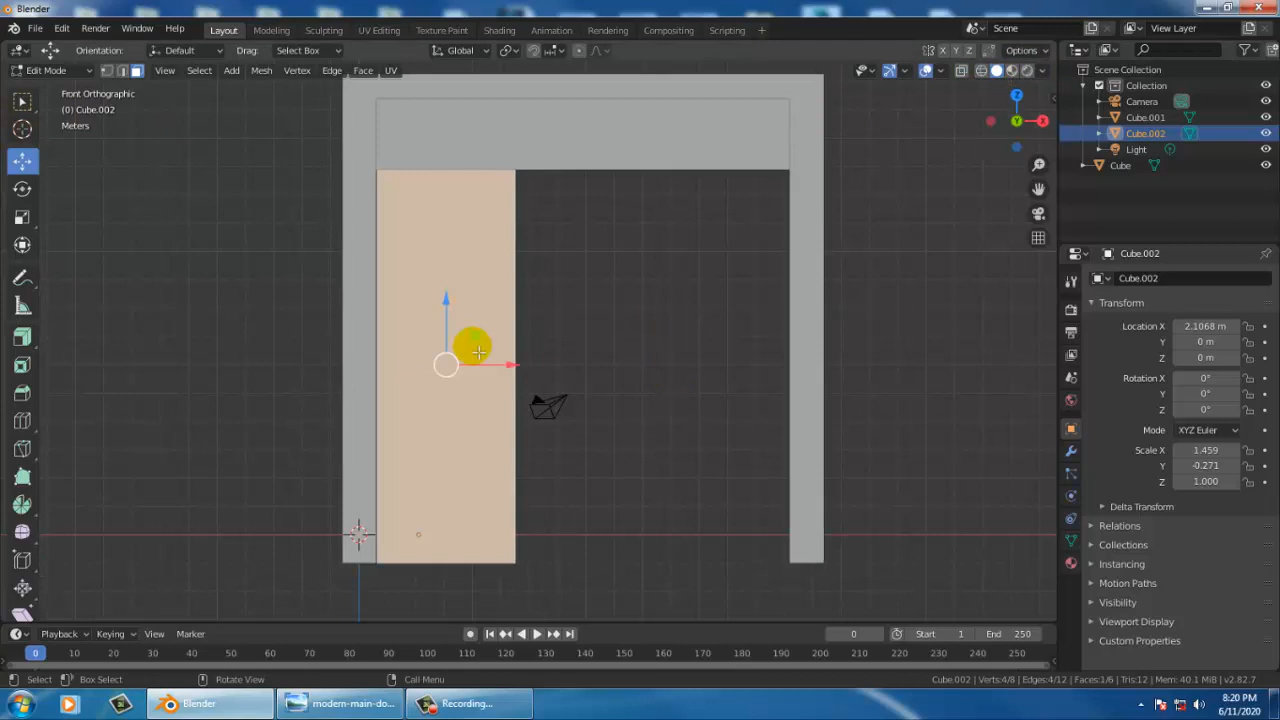 Blender
File Edit Render Window Help Layout Modeling Sculpting UV Editing Texture Paint Shading Animation Rendering Compositing Scripting + Scene View Layer
Orientation: Default Drag: Select Box Global X Y Z Options
Edit Mode View Select Add Mesh Vertex Edge Face UV
Scene Collection
Collection
Camera
Cube.001
Cube.002
Light
Cube
Front Orthographic
(0) Cube.002
Meters
Z
Y
X
Cube.002
Cube.002
Transform
Location X 2.1068 m
Y 0 m
Z 0 m
Rotation X 0°
Y 0°
Z 0°
Mode XYZ Euler
Scale X 1.459
Y -0.271
Z 1.000
Delta Transform
Relations
Collections
Instancing
Motion Paths
Visibility
Viewport Display
Custom Properties
Playback Keying View Marker 0 Start 1 End 250
0 10 20 30 40 50 60 70 80 90 100 110 120 130 140 150 160 170 180 190 200 210 220 230 240 250
Select Box Select Rotate View Call Menu Cube.002 | Verts:4/8 | Edges:4/12 | Faces:1/6 | Tris:12 | Mem: 40.1 MiB | v2.82.7
Blender modern-main-do... Recording... 8:20 PM
6/11/2020